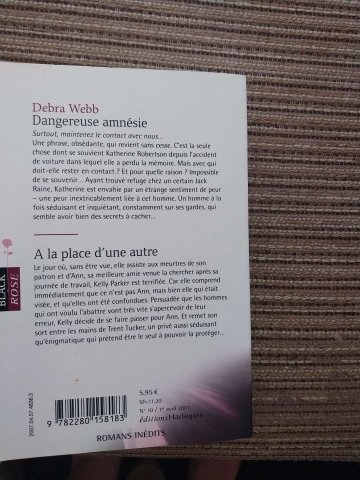 Debra Webb
Dangereuse amnésie
Surtout, maintenez le contact avec nous...
Une phrase, obsédante, qui revient sans cesse. C'est la seule
chose dont se souvient Katherine Robertson depuis l'accident
de voiture dans lequel elle a perdu la mémoire. Mais avec qui
doit-elle rester en contact ? Et pour quelle raison ? Impossible
de se souvenir... Ayant trouvé refuge chez un certain Jack
Raine, Katherine est envahie par un étrange sentiment de peur
– une peur inextricablement liée à cet homme. Un homme à la
fois séduisant et inquiétant, constamment sur ses gardes, qui
semble avoir bien des secrets à cacher...
A la place d'une autre
Le jour où, sans être vue, elle assiste aux meurtres de son
patron et d'Ann, sa meilleure amie venue la chercher après sa
journée de travail, Kelly Parker est terrifiée. Car elle comprend
immédiatement que ce n'est pas Ann, mais bien elle qui était
visée, et qu'elles ont été confondues. Persuadée que les hommes
qui ont voulu l'abattre vont très vite s'apercevoir de leur
erreur, Kelly décide de se faire passer pour Ann. Et remet son
sort entre les mains de Trent Tucker, un privé aussi séduisant
qu'énigmatique qui prétend être le seul à pouvoir la protéger...
BLACK
ROSE
5,95 €
Sfr. 11.20
N° 10 / 1er avril 2007
éditions Harlequin
2007.04.57.4838.3
9 782280 158183
ROMANS INÉDITS